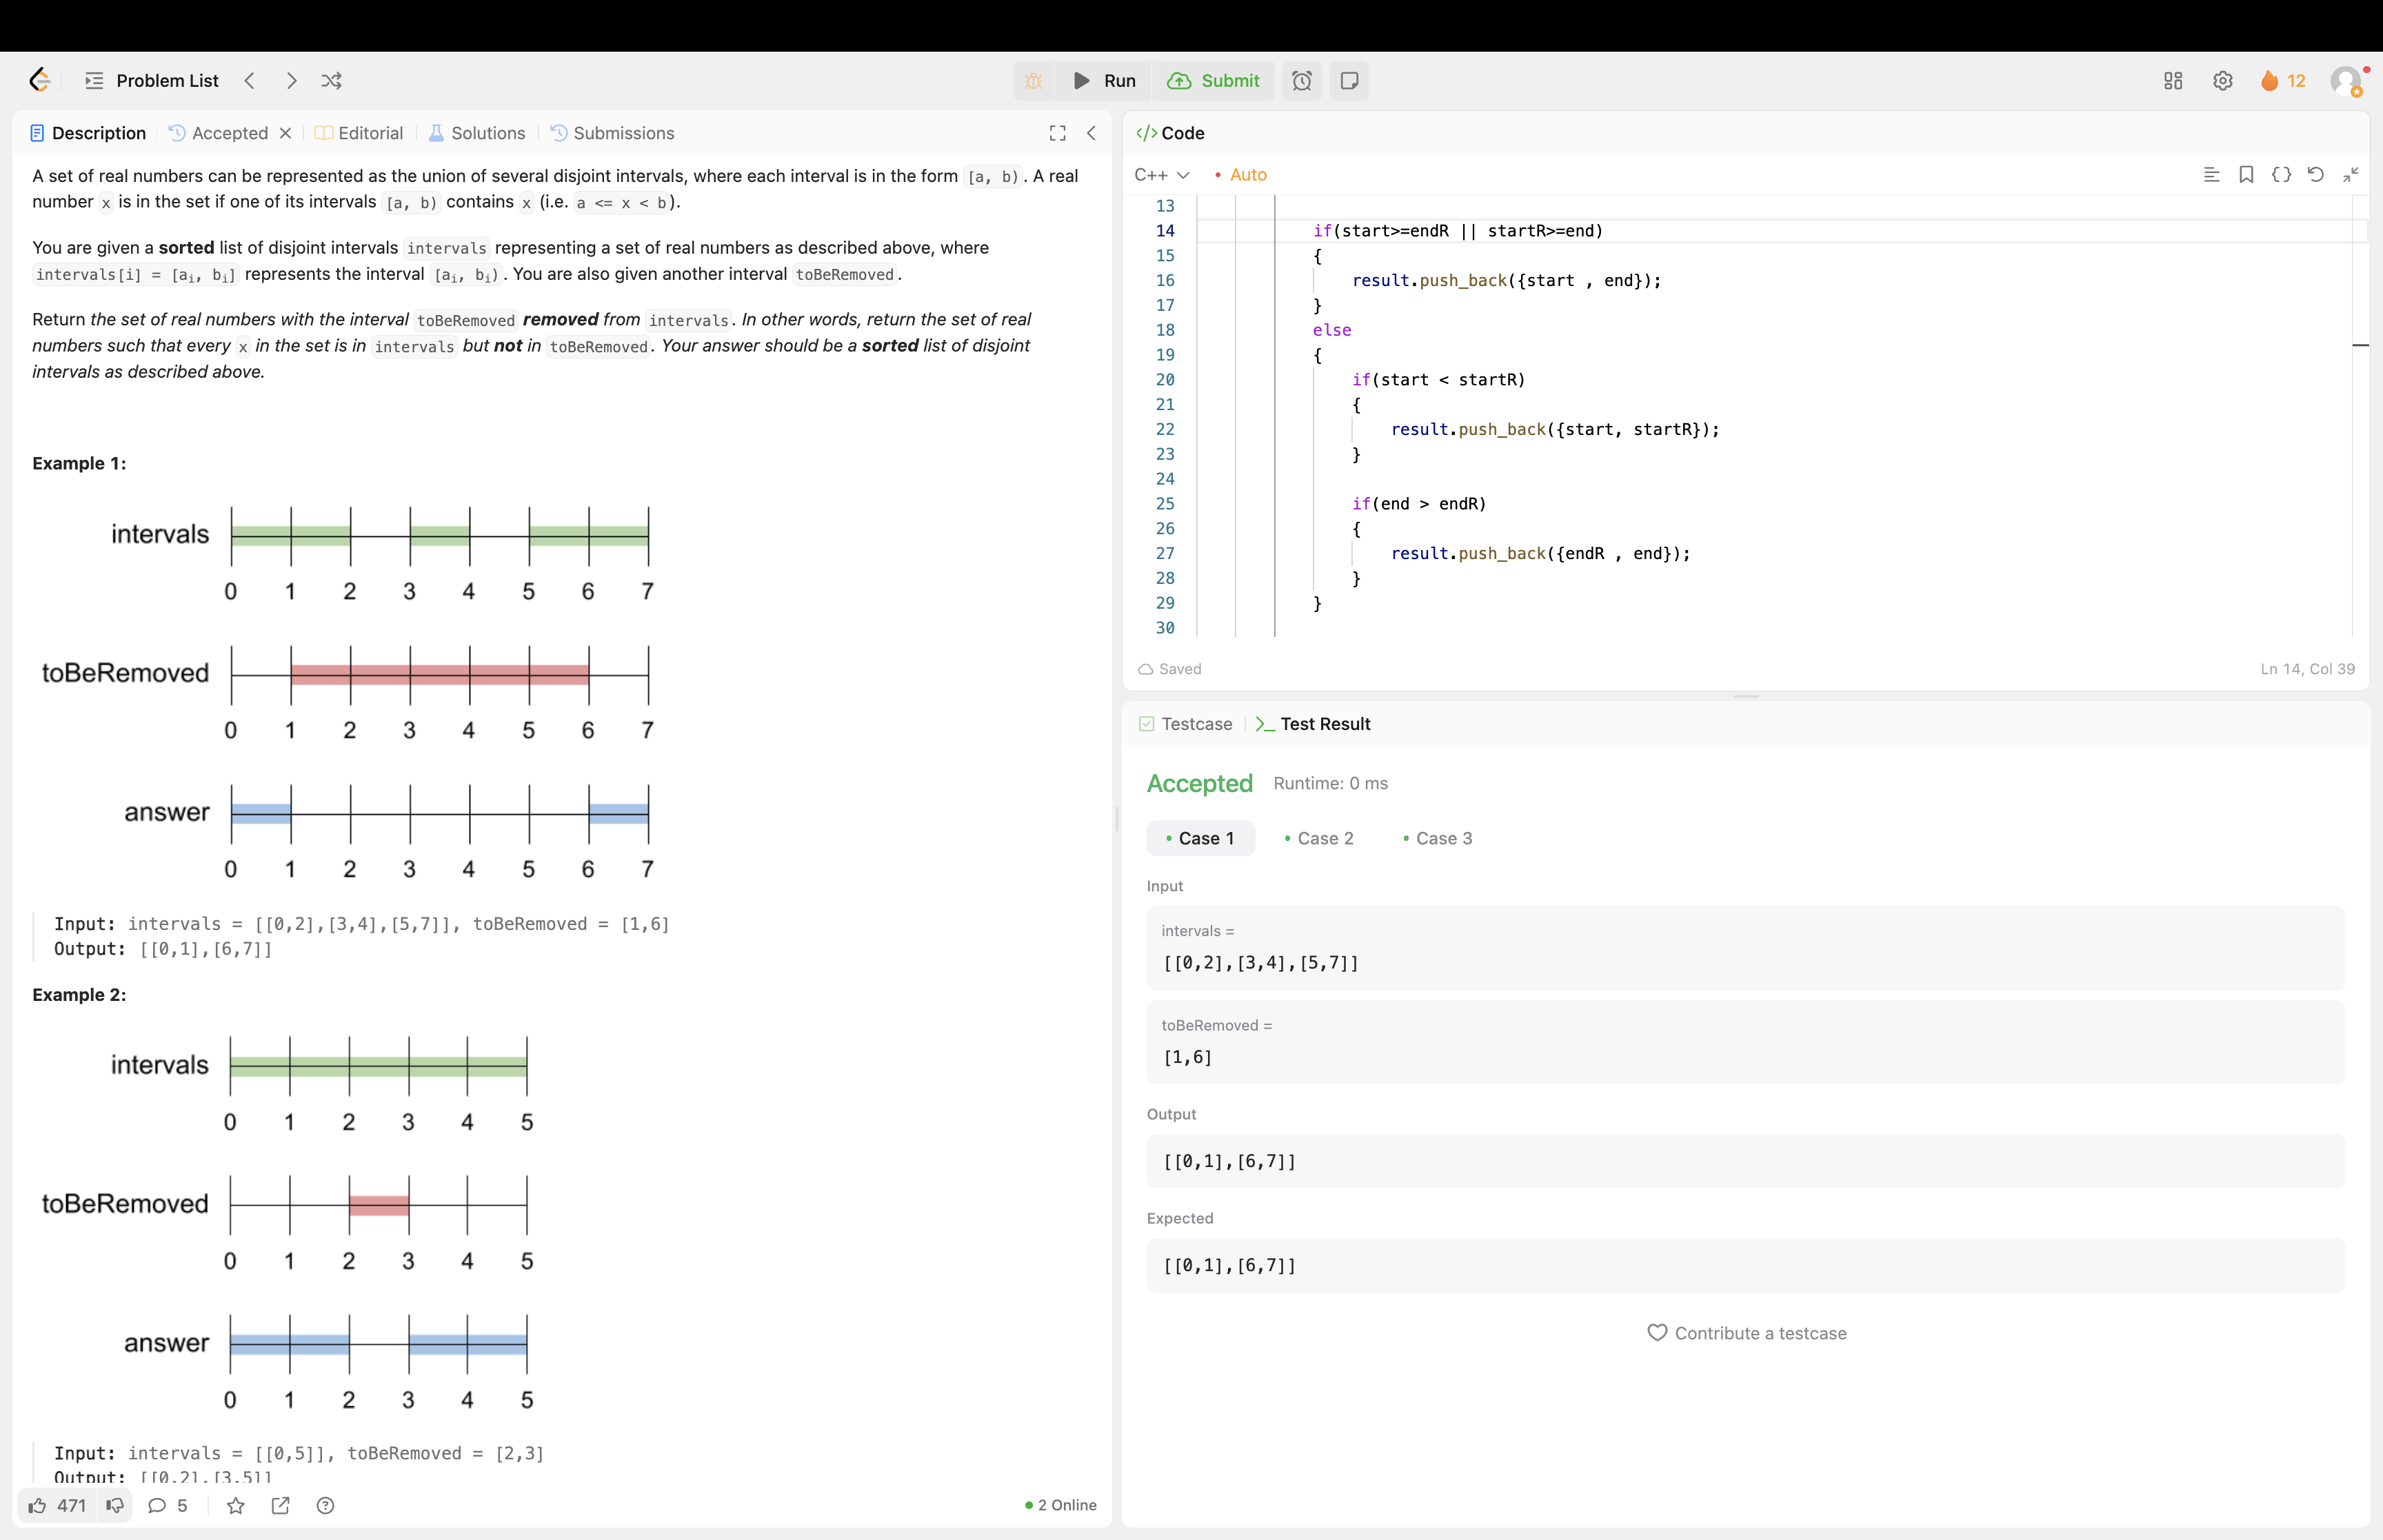 Problem List
Run
Submit
12
Description
Accepted
Editorial
Solutions
Submissions
A set of real numbers can be represented as the union of several disjoint intervals, where each interval is in the form [a, b). A real
number x is in the set if one of its intervals [a, b) contains x (i.e. a <= x < b).
You are given a sorted list of disjoint intervals intervals representing a set of real numbers as described above, where
intervals[i] = [aᵢ, bᵢ] represents the interval [aᵢ, bᵢ). You are also given another interval toBeRemoved.
Return the set of real numbers with the interval toBeRemoved removed from intervals. In other words, return the set of real
numbers such that every x in the set is in intervals but not in toBeRemoved. Your answer should be a sorted list of disjoint
intervals as described above.
Example 1:
intervals
0 1 2 3 4 5 6 7
toBeRemoved
0 1 2 3 4 5 6 7
answer
0 1 2 3 4 5 6 7
Input: intervals = [[0,2],[3,4],[5,7]], toBeRemoved = [1,6]
Output: [[0,1],[6,7]]
Example 2:
intervals
0 1 2 3 4 5
toBeRemoved
0 1 2 3 4 5
answer
0 1 2 3 4 5
Input: intervals = [[0,5]], toBeRemoved = [2,3]
Output: [[0,2],[3,5]]
471
5
2 Online
</> Code
C++
Auto
13
14 if(start>=endR || startR>=end)
15 {
16 result.push_back({start , end});
17 }
18 else
19 {
20 if(start < startR)
21 {
22 result.push_back({start, startR});
23 }
24
25 if(end > endR)
26 {
27 result.push_back({endR , end});
28 }
29 }
30
Saved
Ln 14, Col 39
Testcase
>_ Test Result
Accepted
Runtime: 0 ms
Case 1
Case 2
Case 3
Input
intervals =
[[0,2],[3,4],[5,7]]
toBeRemoved =
[1,6]
Output
[[0,1],[6,7]]
Expected
[[0,1],[6,7]]
Contribute a testcase